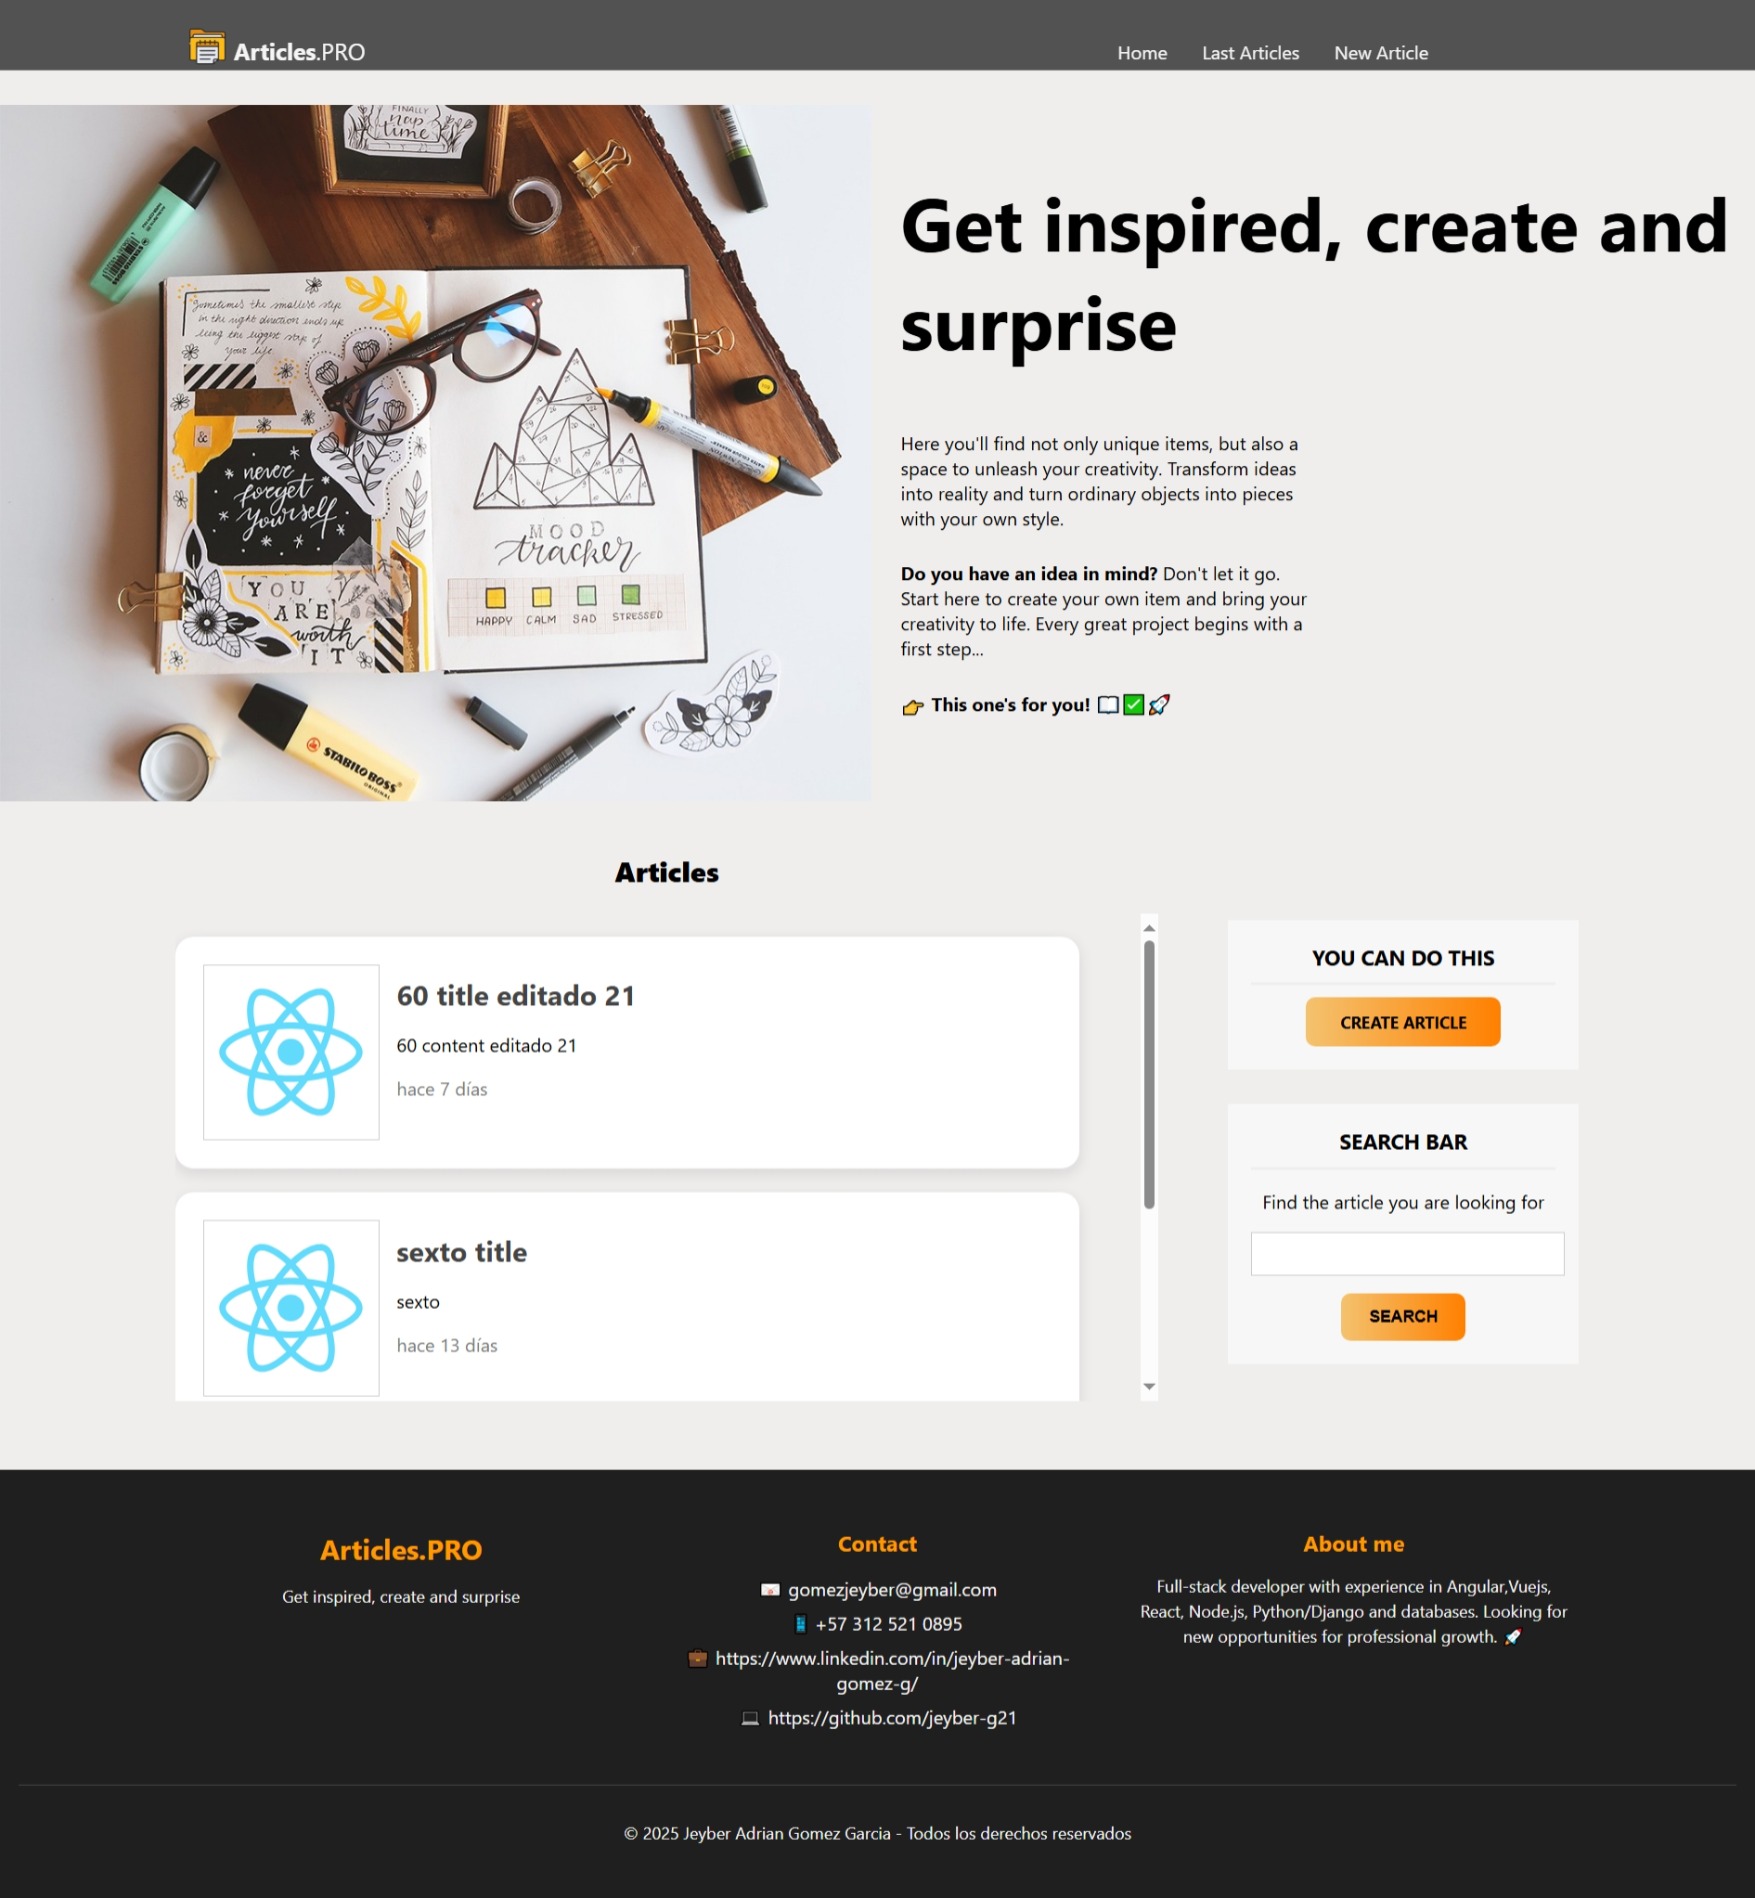 Articles.PRO
Home
Last Articles
New Article
FINALLY
nap
time
sometimes the smallest step
in the right direction ends up
being the biggest step of
your life.
&
never
forget
yourself
YOU
ARE
worth
IT
MOOD
tracker
HAPPY CALM SAD STRESSED
STABILO BOSS
ORIGINAL
Get inspired, create and
surprise
Here you'll find not only unique items, but also a
space to unleash your creativity. Transform ideas
into reality and turn ordinary objects into pieces
with your own style.
Do you have an idea in mind? Don't let it go.
Start here to create your own item and bring your
creativity to life. Every great project begins with a
first step...
👉 This one's for you! 📖✅🚀
Articles
60 title editado 21
60 content editado 21
hace 7 días
sexto title
sexto
hace 13 días
YOU CAN DO THIS
CREATE ARTICLE
SEARCH BAR
Find the article you are looking for
SEARCH
Articles.PRO
Get inspired, create and surprise
Contact
💌 gomezjeyber@gmail.com
📱 +57 312 521 0895
💼 https://www.linkedin.com/in/jeyber-adrian-
gomez-g/
💻 https://github.com/jeyber-g21
About me
Full-stack developer with experience in Angular,Vuejs,
React, Node.js, Python/Django and databases. Looking for
new opportunities for professional growth. 🚀
© 2025 Jeyber Adrian Gomez Garcia - Todos los derechos reservados